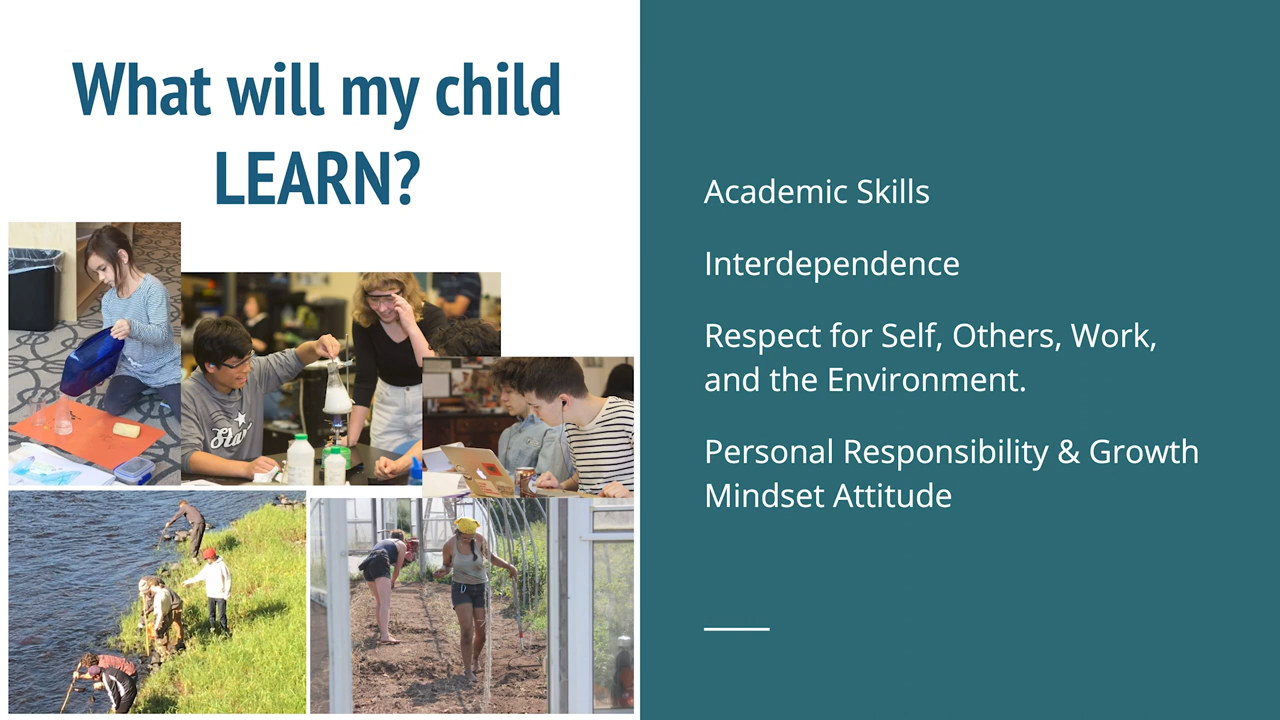 What will my child
LEARN?
Academic Skills
Interdependence
Respect for Self, Others, Work,
and the Environment.
Personal Responsibility & Growth
Mindset Attitude